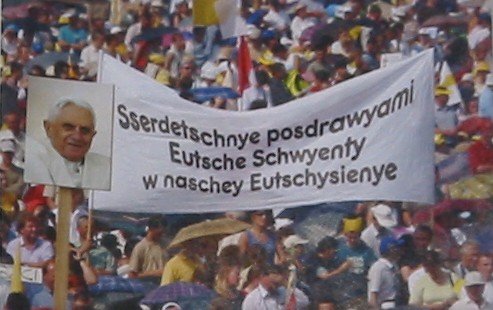 Sserdetschnye posdrawyami
Eutsche Schwyenty
w naschey Eutschysienye